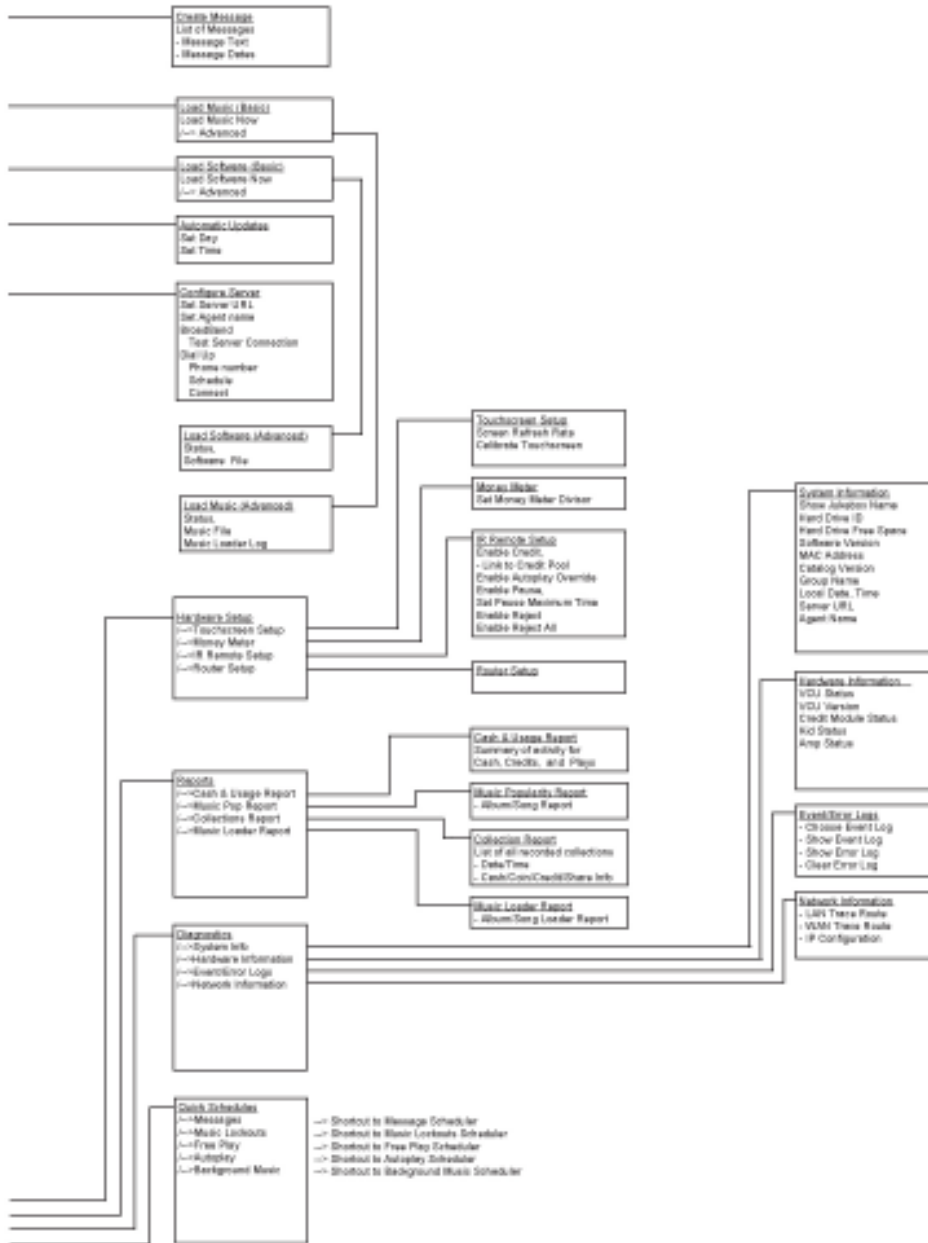 Create Message
List of Messages
- Message Text
- Message Dates
Load Music (Basic)
Load Music Now
/--> Advanced
Load Software (Basic)
Load Software Now
/--> Advanced
Automatic Updates
Set Day
Set Time
Configure Server
Set Server URL
Set Agent name
Broadband
Test Server Connection
Dial Up
Phone number
Schedule
Connect
Load Software (Advanced)
Status,
Software File
Load Music (Advanced)
Status,
Music File
Music Loader Log
Touchscreen Setup
Screen Refresh Rate
Calibrate Touchscreen
Money Meter
Set Money Meter Divisor
IR Remote Setup
Enable Credit,
- Link to Credit Pool
Enable Autoplay Override
Enable Pause,
Set Pause Maximum Time
Enable Reject
Enable Reject All
Router Setup
Hardware Setup
/-->Touchscreen Setup
/-->Money Meter
/-->IR Remote Setup
/-->Router Setup
System Information
Show Jukebox Name
Hard Drive ID
Hard Drive Free Space
Software Version
MAC Address
Catalog Version
Group Name
Local Date, Time
Server URL
Agent Name
Hardware Information
VCU Status
VCU Version
Credit Module Status
Kid Status
Amp Status
Cash & Usage Report
Summary of activity for
Cash, Credits, and Plays
Reports
/-->Cash & Usage Report
/-->Music Pop Report
/-->Collections Report
/-->Music Loader Report
Music Popularity Report
- Album/Song Report
Collection Report
List of all recorded collections
- Date/Time
- Cash/Coin/Credit/Share Info
Music Loader Report
- Album/Song Loader Report
Event/Error Logs
- Choose Event Log
- Show Event Log
- Show Error Log
- Clear Error Log
Network Information
- LAN Trace Route
- WLAN Trace Route
- IP Configuration
Diagnostics
/-->System Info
/-->Hardware Information
/-->Event/Error Logs
/-->Network Information
Quick Schedules
/-->Messages
/-->Music Lockouts
/-->Free Play
/-->Autoplay
/-->Background Music
--> Shortcut to Message Scheduler
--> Shortcut to Music Lockouts Scheduler
--> Shortcut to Free Play Scheduler
--> Shortcut to Autoplay Scheduler
--> Shortcut to Background Music Scheduler